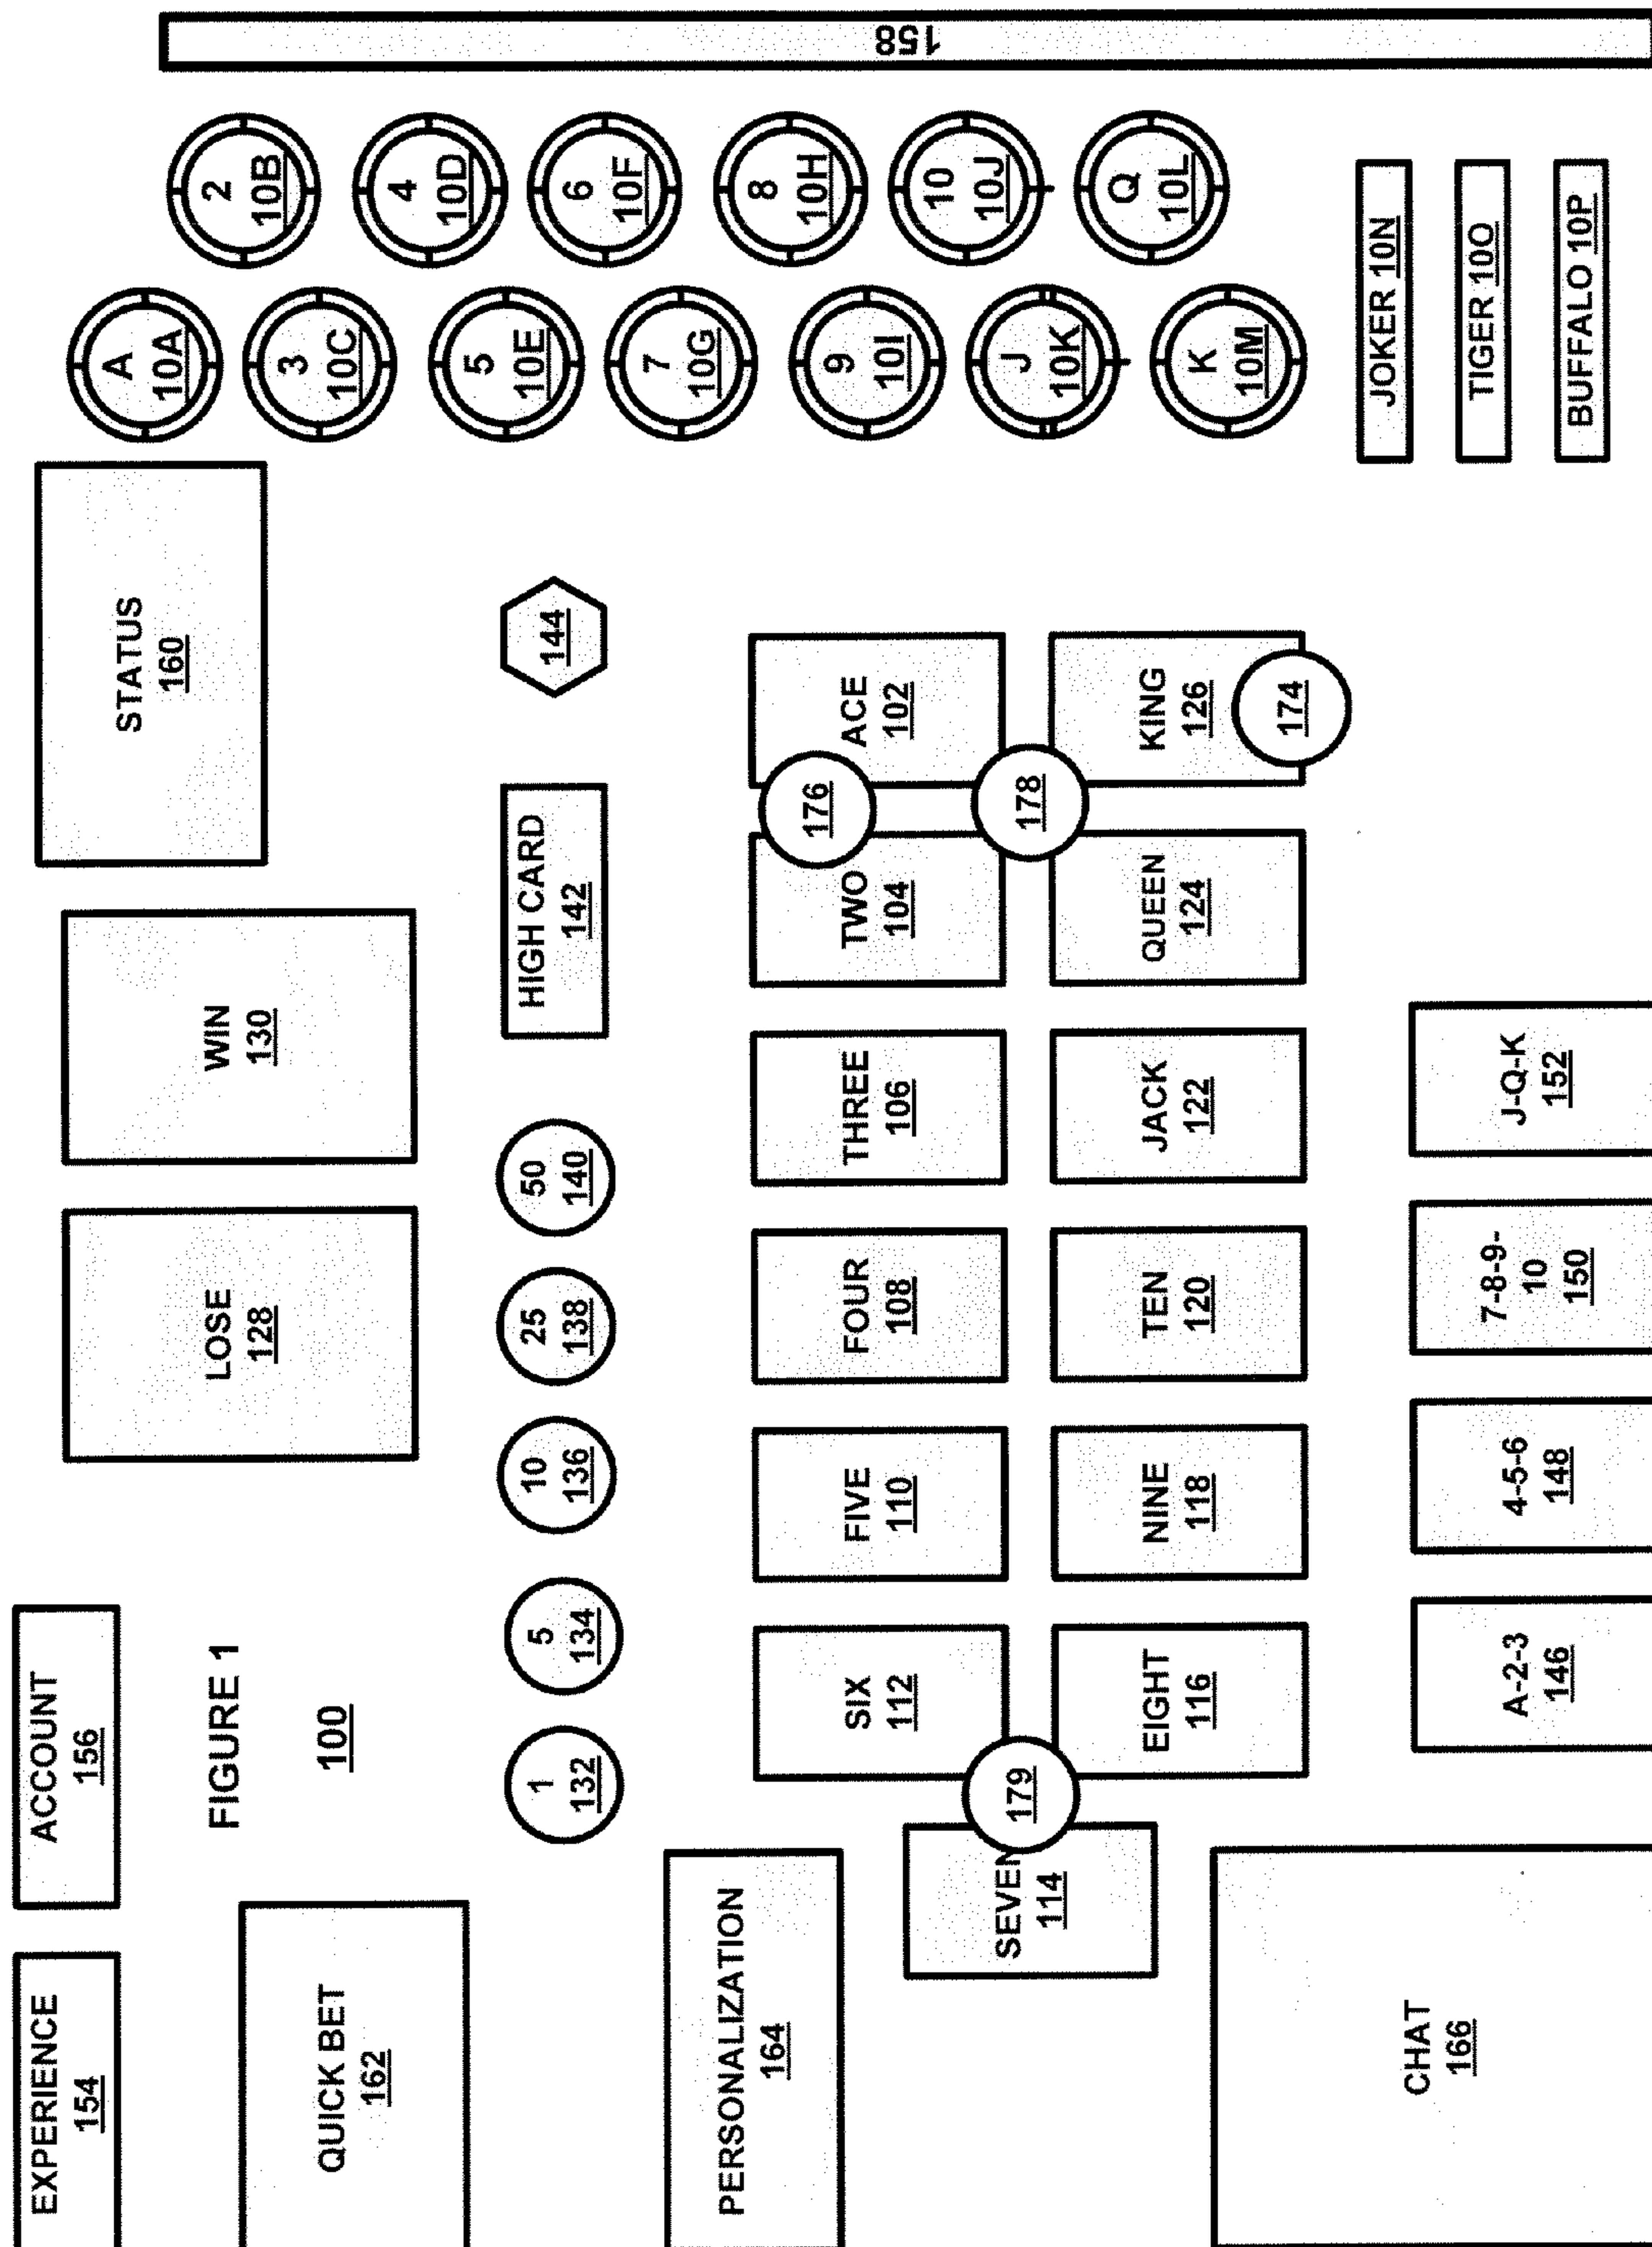 EXPERIENCE
154
ACCOUNT
156
FIGURE 1
100
QUICK BET
162
LOSE
128
WIN
130
STATUS
160
1
132
5
134
10
136
25
138
50
140
HIGH CARD
142
144
PERSONALIZATION
164
SEVEN
114
179
SIX
112
FIVE
110
FOUR
108
THREE
106
TWO
104
176
ACE
102
EIGHT
116
NINE
118
TEN
120
JACK
122
QUEEN
124
178
KING
126
174
CHAT
166
A-2-3
146
4-5-6
148
7-8-9-
10
150
J-Q-K
152
A
10A
2
10B
3
10C
4
10D
5
10E
6
10F
7
10G
8
10H
9
10I
10
10J
J
10K
Q
10L
K
10M
JOKER 10N
TIGER 10O
BUFFALO 10P
158